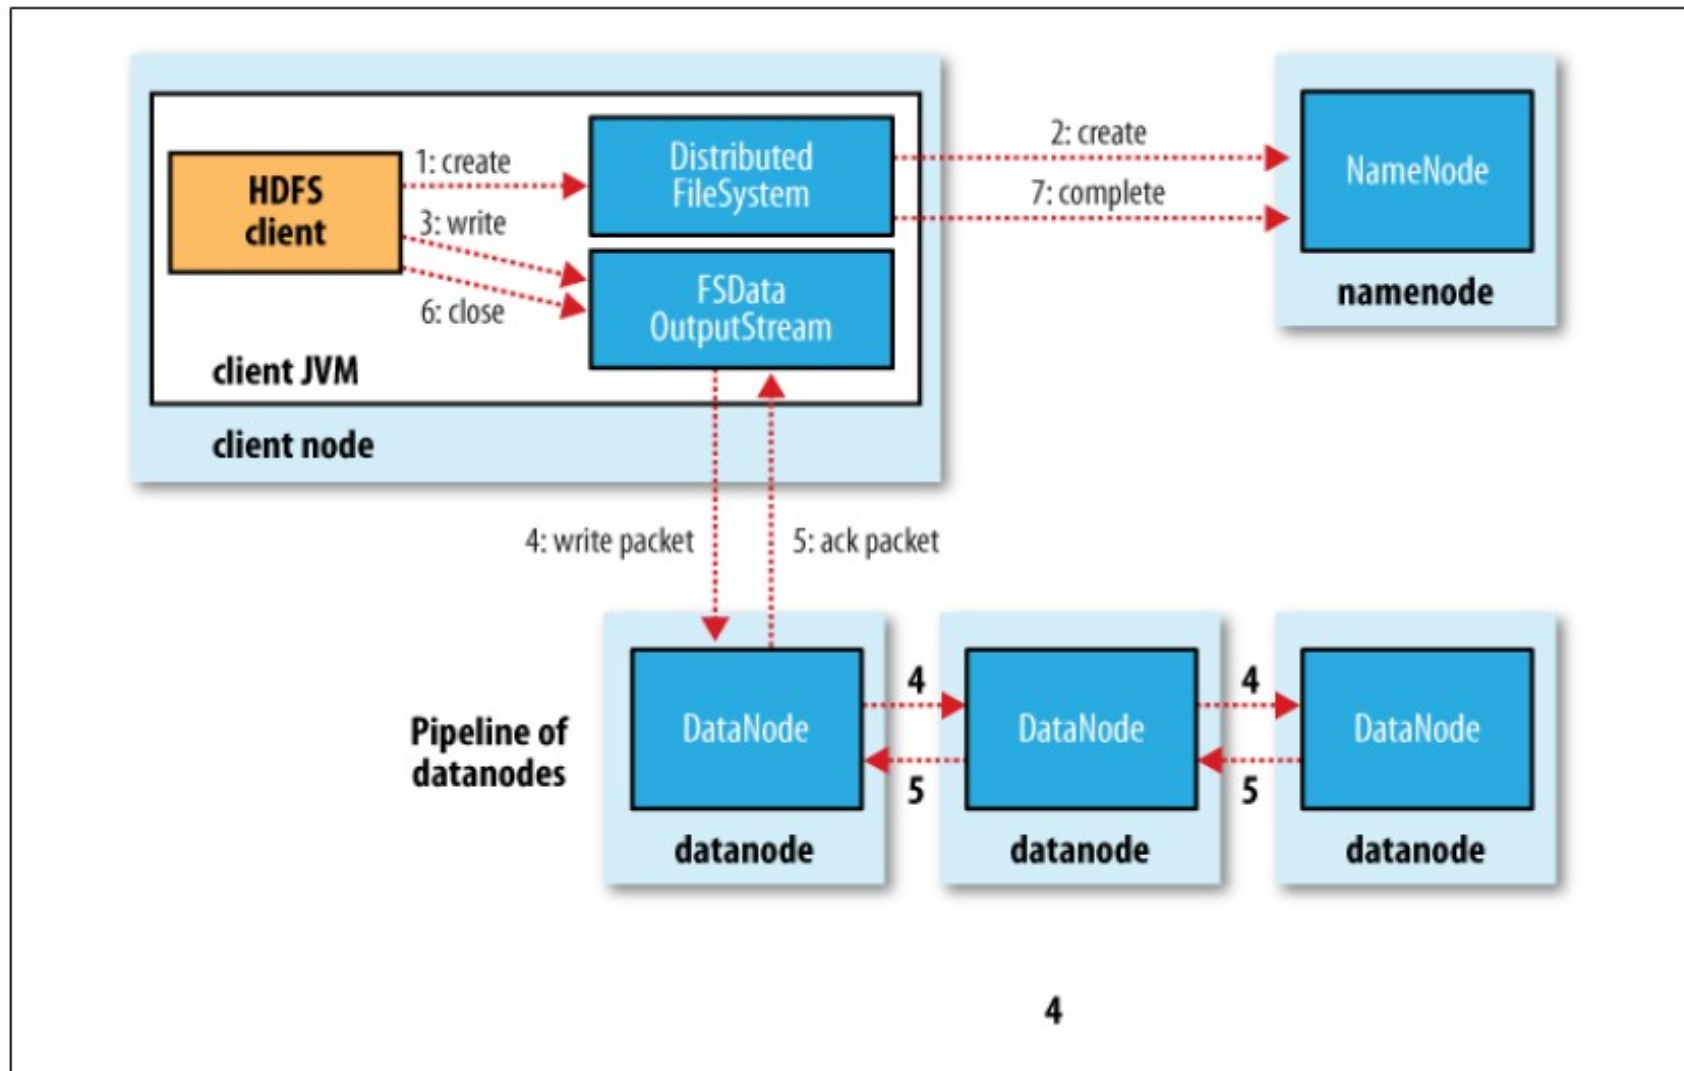 1: create
Distributed
FileSystem
2: create
NameNode
7: complete
HDFS
client
3: write
6: close
FSData
OutputStream
namenode
client JVM
client node
4: write packet
5: ack packet
Pipeline of
datanodes
DataNode
4
5
DataNode
4
5
DataNode
datanode
datanode
datanode
4